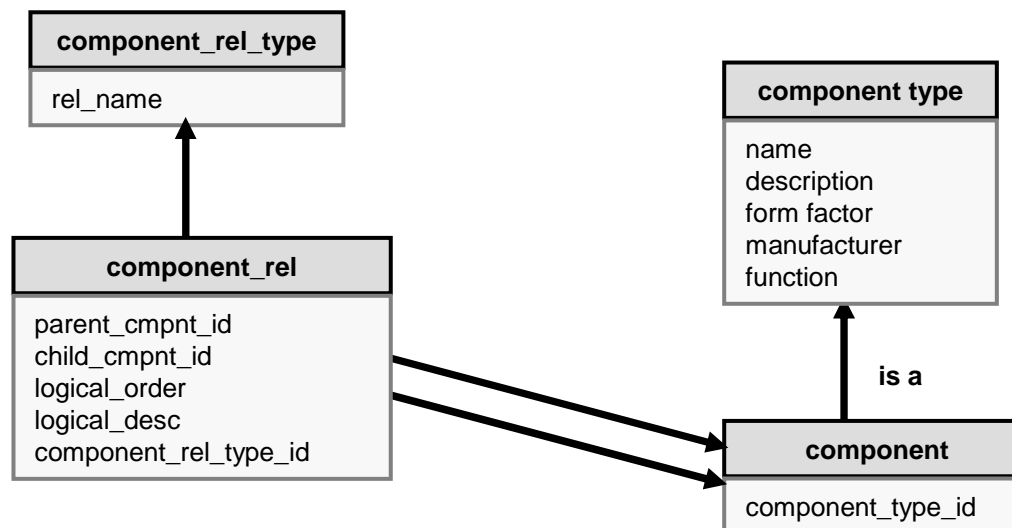 component_rel_type
rel_name
component_rel
parent_cmpnt_id
child_cmpnt_id
logical_order
logical_desc
component_rel_type_id
component type
name
description
form factor
manufacturer
function
is a
component
component_type_id